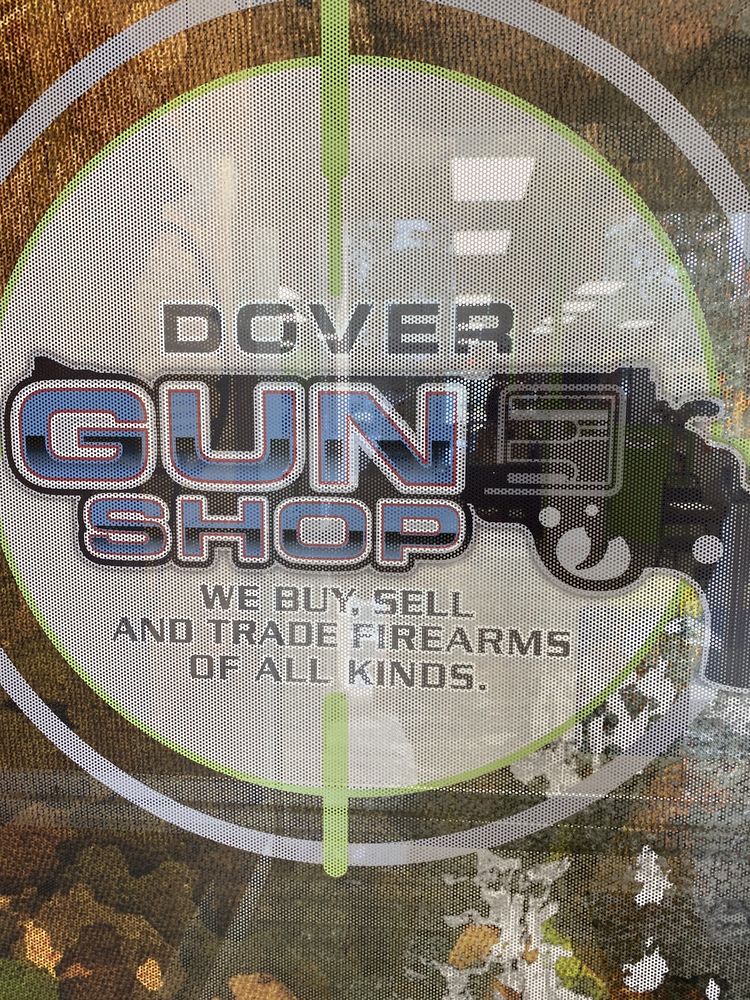 DOVER
GUN
SHOP
WE BUY, SELL
AND TRADE FIREARMS
OF ALL KINDS.